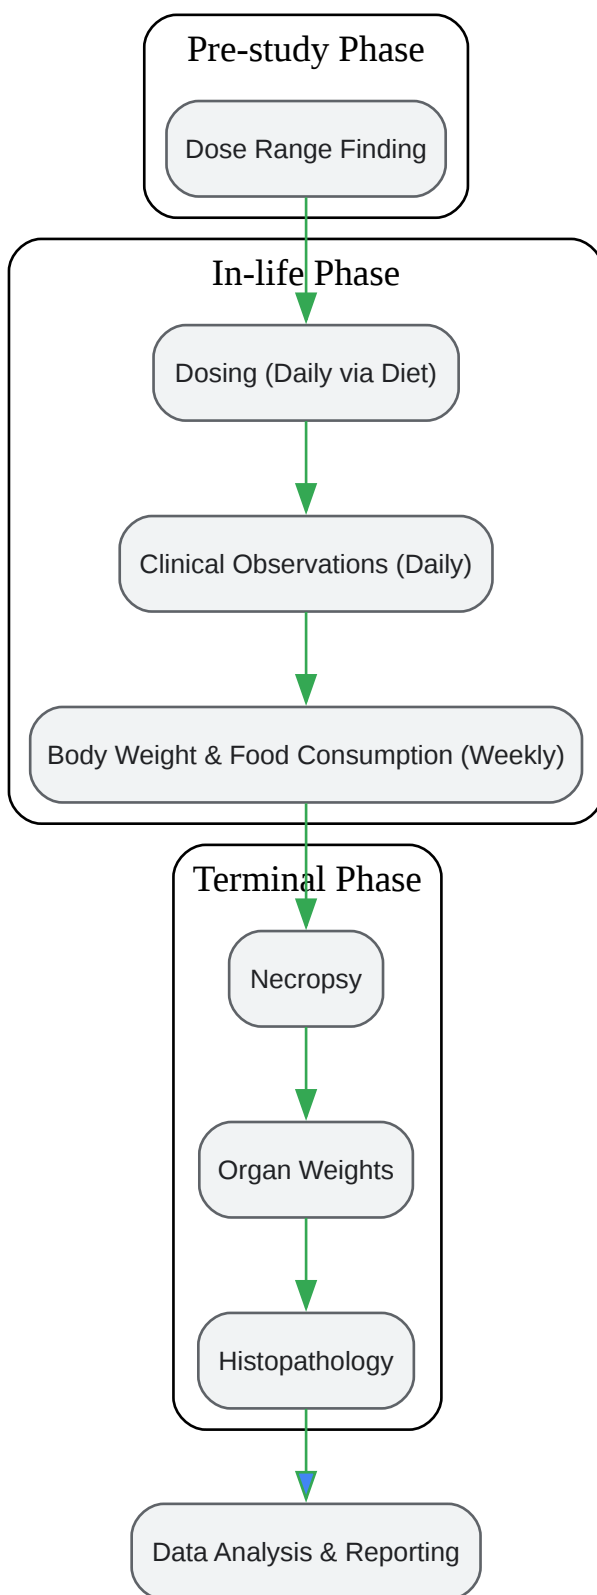 Pre-study Phase
Dose Range Finding
In-life Phase
Dosing (Daily via Diet)
Clinical Observations (Daily)
Body Weight & Food Consumption (Weekly)
Terminal Phase
Necropsy
Organ Weights
Histopathology
Data Analysis & Reporting